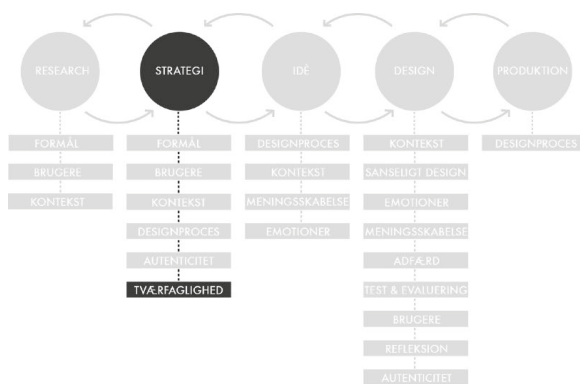 RESEARCH
STRATEGI
IDÉ
DESIGN
PRODUKTION
FORMÅL
BRUGERE
KONTEKST
FORMÅL
BRUGERE
KONTEKST
DESIGNPROCES
AUTENTICITET
TVÆRFAGLIGHED
DESIGNPROCES
KONTEKST
MENINGSSKABELSE
EMOTIONER
KONTEKST
SANSELIGT DESIGN
EMOTIONER
MENINGSSKABELSE
ADFÆRD
TEST & EVALUERING
BRUGERE
REFLEKSION
AUTENTICITET
DESIGNPROCES